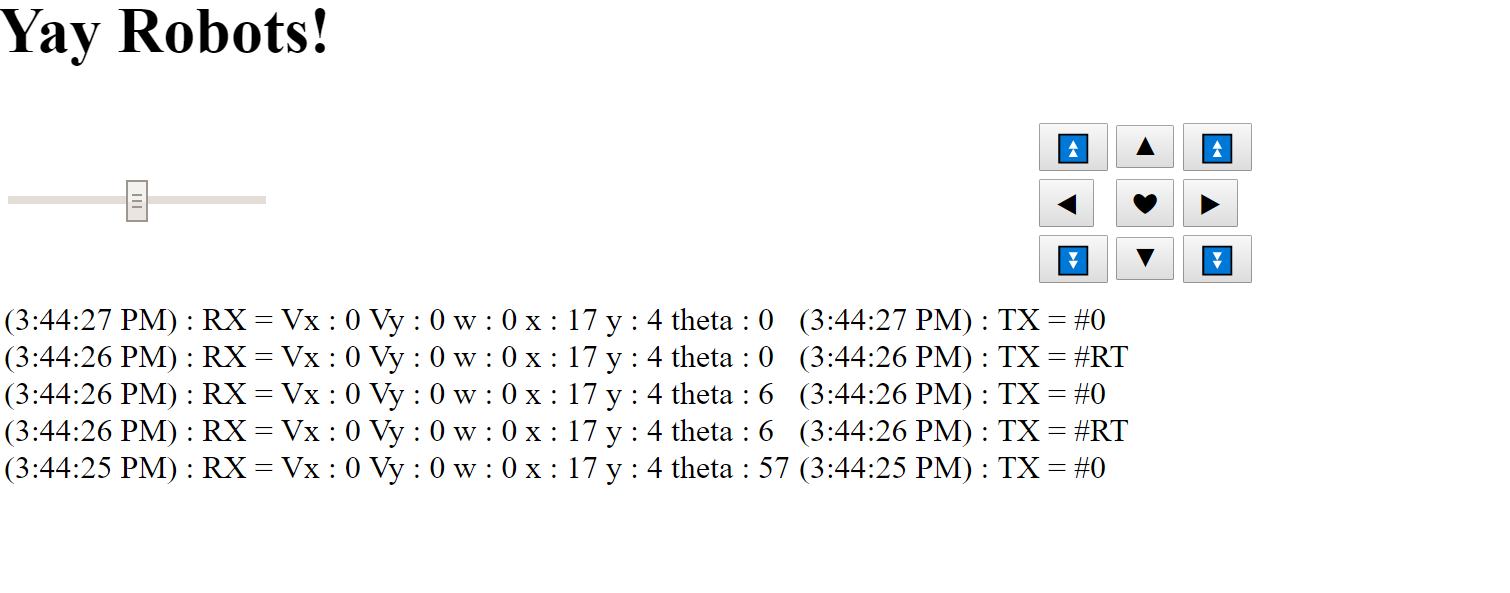 Yay Robots!
(3:44:27 PM) : RX = Vx : 0 Vy : 0 w : 0 x : 17 y : 4 theta : 0 (3:44:27 PM) : TX = #0
(3:44:26 PM) : RX = Vx : 0 Vy : 0 w : 0 x : 17 y : 4 theta : 0 (3:44:26 PM) : TX = #RT
(3:44:26 PM) : RX = Vx : 0 Vy : 0 w : 0 x : 17 y : 4 theta : 6 (3:44:26 PM) : TX = #0
(3:44:26 PM) : RX = Vx : 0 Vy : 0 w : 0 x : 17 y : 4 theta : 6 (3:44:26 PM) : TX = #RT
(3:44:25 PM) : RX = Vx : 0 Vy : 0 w : 0 x : 17 y : 4 theta : 57 (3:44:25 PM) : TX = #0